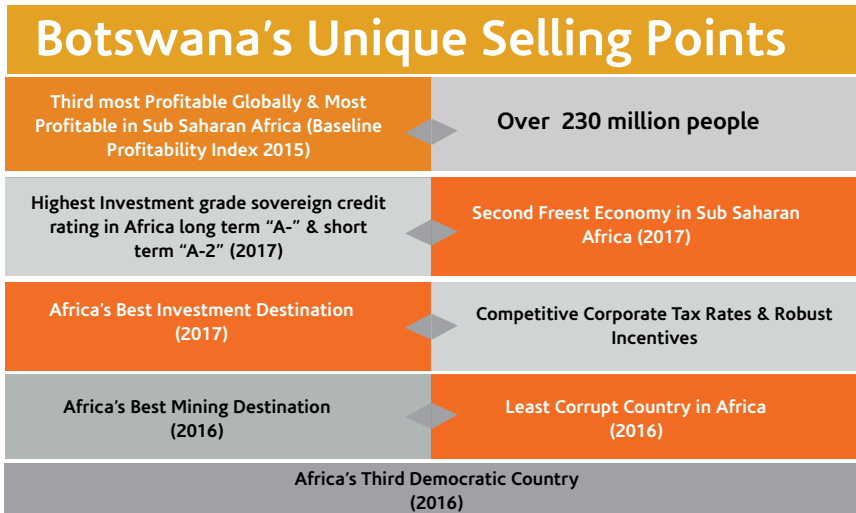 Botswana’s Unique Selling Points
Third most Profitable Globally & Most
Profitable in Sub Saharan Africa (Baseline
Profitability Index 2015)
Over 230 million people
Highest Investment grade sovereign credit
rating in Africa long term “A-” & short
term “A-2” (2017)
Second Freest Economy in Sub Saharan
Africa (2017)
Africa’s Best Investment Destination
(2017)
Competitive Corporate Tax Rates & Robust
Incentives
Africa’s Best Mining Destination
(2016)
Least Corrupt Country in Africa
(2016)
Africa’s Third Democratic Country
(2016)